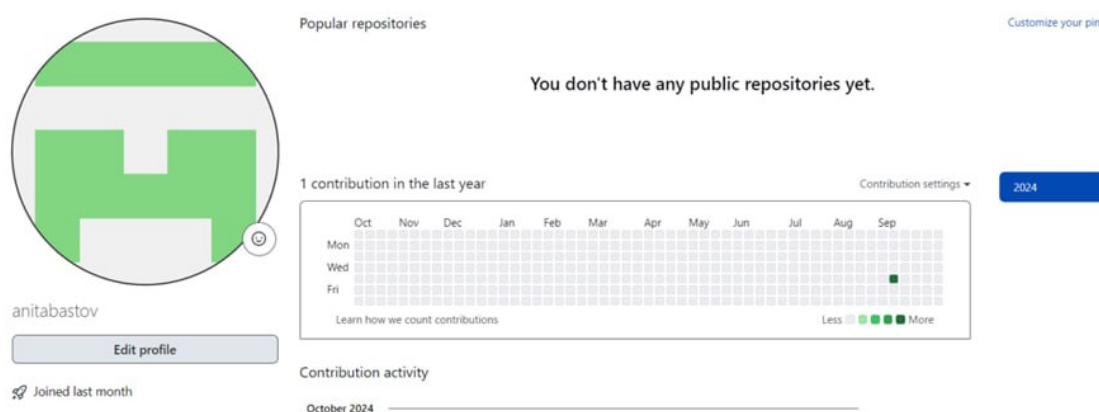 Popular repositories
You don't have any public repositories yet.
1 contribution in the last year
Contribution settings
Oct Nov Dec Jan Feb Mar Apr May Jun Jul Aug Sep
Mon
Wed
Fri
Learn how we count contributions
Less More
Contribution activity
October 2024
anitabastov
Edit profile
Joined last month
Customize your
2024